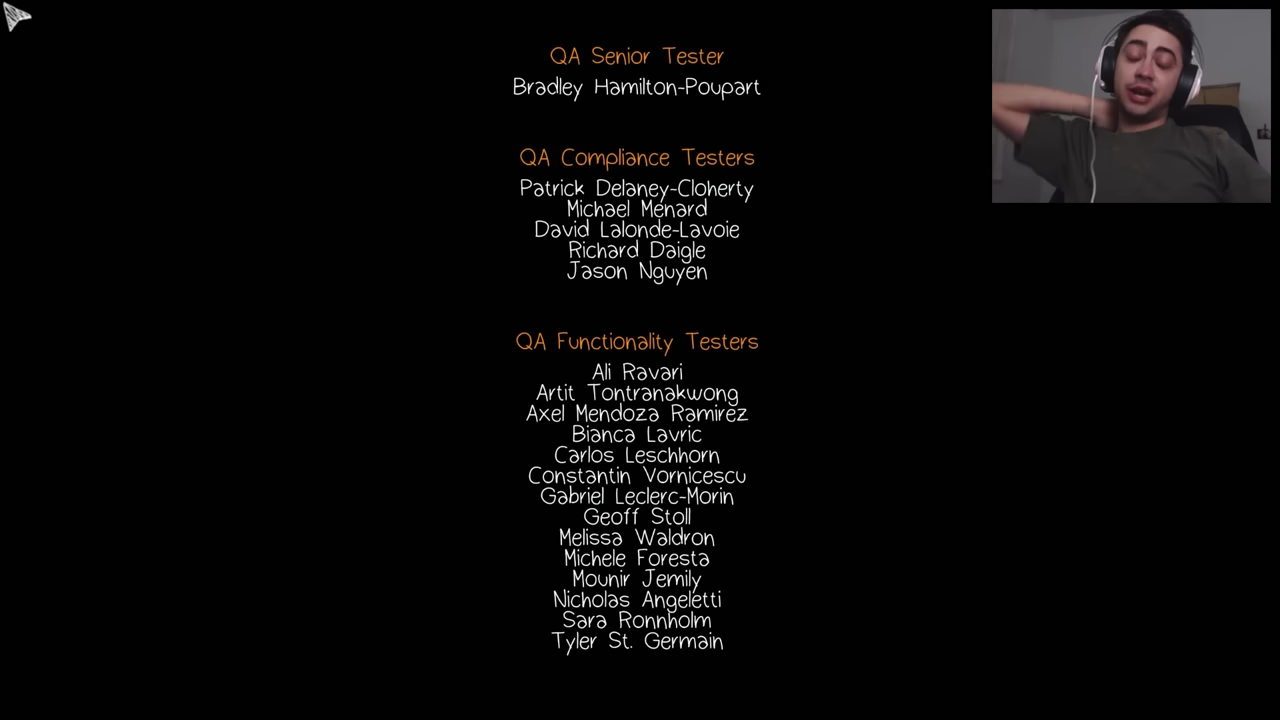 QA Senior Tester
Bradley Hamilton-Poupart
QA Compliance Testers
Patrick Delaney-Cloherty
Michael Menard
David Lalonde-Lavoie
Richard Daigle
Jason Nguyen
QA Functionality Testers
Ali Ravari
Artit Tontranakwong
Axel Mendoza Ramirez
Bianca Lavric
Carlos Leschhorn
Constantin Vornicescu
Gabriel Leclerc-Morin
Geoff Stoll
Melissa Waldron
Michele Foresta
Mounir Jemily
Nicholas Angeletti
Sara Ronnholm
Tyler St. Germain